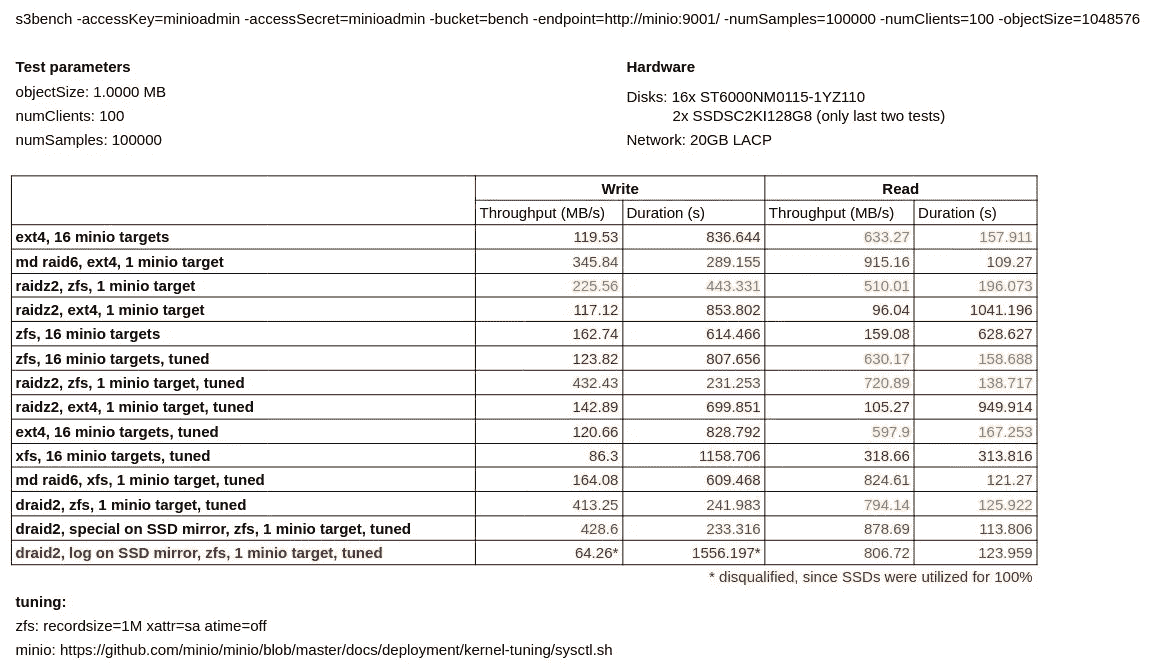 s3bench -accessKey=minioadmin -accessSecret=minioadmin -bucket=bench -endpoint=http://minio:9001/ -numSamples=100000 -numClients=100 -objectSize=1048576
Test parameters
objectSize: 1.0000 MB
numClients: 100
numSamples: 100000
Hardware
Disks: 16x ST6000NM0115-1YZ110
2x SSDSC2KI128G8 (only last two tests)
Network: 20GB LACP
Write Read
Throughput (MB/s) Duration (s) Throughput (MB/s) Duration (s)
ext4, 16 minio targets 119.53 836.644 633.27 157.911
md raid6, ext4, 1 minio target 345.84 289.155 915.16 109.27
raidz2, zfs, 1 minio target 225.56 443.331 510.01 196.073
raidz2, ext4, 1 minio target 117.12 853.802 96.04 1041.196
zfs, 16 minio targets 162.74 614.466 159.08 628.627
zfs, 16 minio targets, tuned 123.82 807.656 630.17 158.688
raidz2, zfs, 1 minio target, tuned 432.43 231.253 720.89 138.717
raidz2, ext4, 1 minio target, tuned 142.89 699.851 105.27 949.914
ext4, 16 minio targets, tuned 120.66 828.792 597.9 167.253
xfs, 16 minio targets, tuned 86.3 1158.706 318.66 313.816
md raid6, xfs, 1 minio target, tuned 164.08 609.468 824.61 121.27
draid2, zfs, 1 minio target, tuned 413.25 241.983 794.14 125.922
draid2, special on SSD mirror, zfs, 1 minio target, tuned 428.6 233.316 878.69 113.806
draid2, log on SSD mirror, zfs, 1 minio target, tuned 64.26* 1556.197* 806.72 123.959
* disqualified, since SSDs were utilized for 100%
tuning:
zfs: recordsize=1M xattr=sa atime=off
minio: https://github.com/minio/minio/blob/master/docs/deployment/kernel-tuning/sysctl.sh